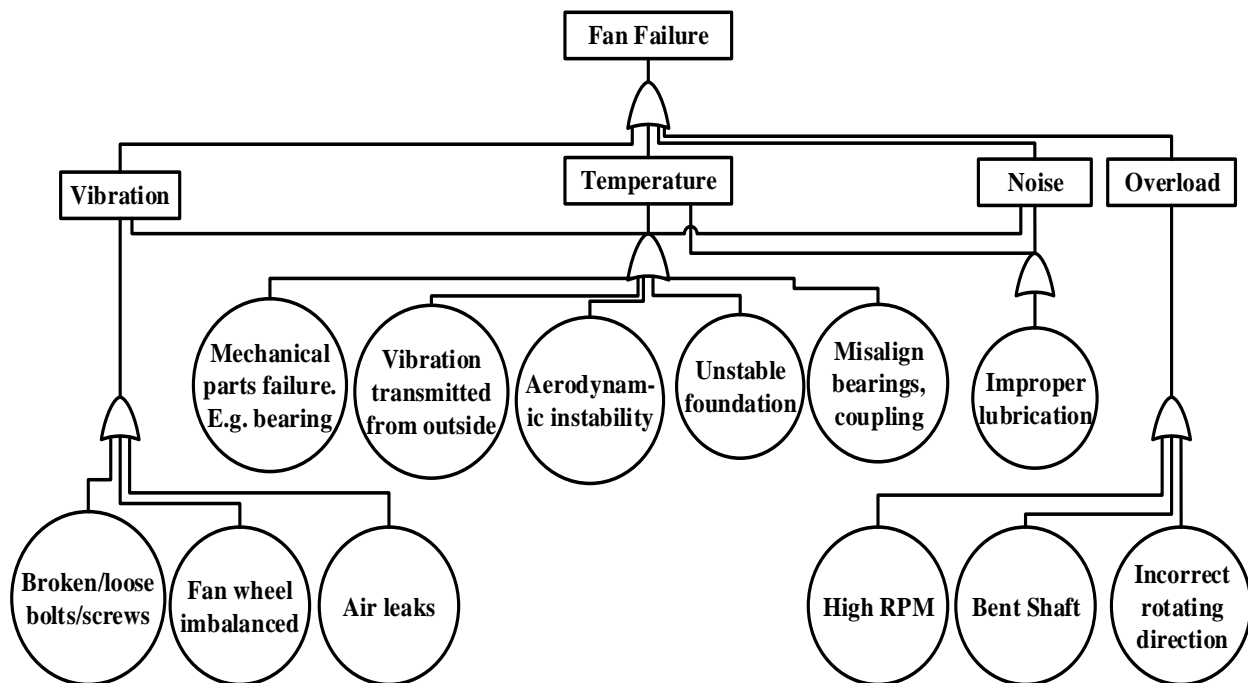 Fan Failure
Vibration
Temperature
Noise
Overload
Mechanical
parts failure.
E.g. bearing
Vibration
transmitted
from outside
Aerodynam-
ic instability
Unstable
foundation
Misalign
bearings,
coupling
Improper
lubrication
Broken/loose
bolts/screws
Fan wheel
imbalanced
Air leaks
High RPM
Bent Shaft
Incorrect
rotating
direction